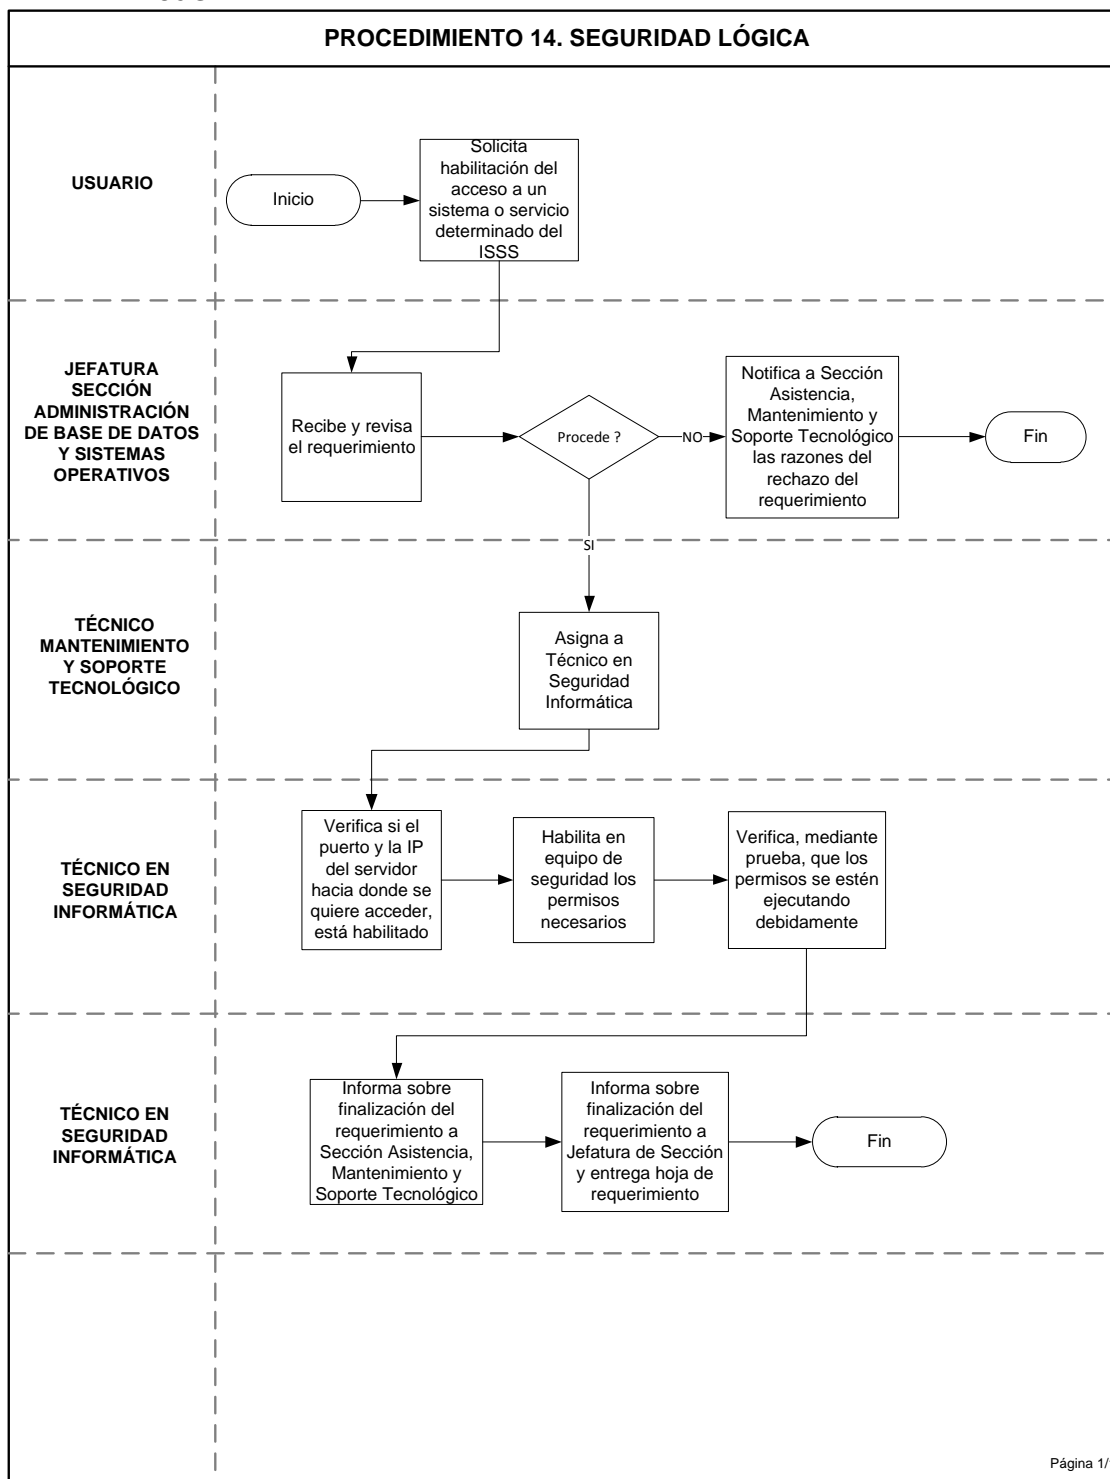 PROCEDIMIENTO 14. SEGURIDAD LÓGICA
USUARIO
Inicio
Solicita
habilitación del
acceso a un
sistema o servicio
determinado del
ISSS
JEFATURA
SECCIÓN
ADMINISTRACIÓN
DE BASE DE DATOS
Y SISTEMAS
OPERATIVOS
Recibe y revisa
el requerimiento
Procede ?
NO
Notifica a Sección
Asistencia,
Mantenimiento y
Soporte Tecnológico
las razones del
rechazo del
requerimiento
Fin
SI
TÉCNICO
MANTENIMIENTO
Y SOPORTE
TECNOLÓGICO
Asigna a
Técnico en
Seguridad
Informática
TÉCNICO EN
SEGURIDAD
INFORMÁTICA
Verifica si el
puerto y la IP
del servidor
hacia donde se
quiere acceder,
está habilitado
Habilita en
equipo de
seguridad los
permisos
necesarios
Verifica, mediante
prueba, que los
permisos se estén
ejecutando
debidamente
TÉCNICO EN
SEGURIDAD
INFORMÁTICA
Informa sobre
finalización del
requerimiento a
Sección Asistencia,
Mantenimiento y
Soporte Tecnológico
Informa sobre
finalización del
requerimiento a
Jefatura de Sección
y entrega hoja de
requerimiento
Fin
Página 1/